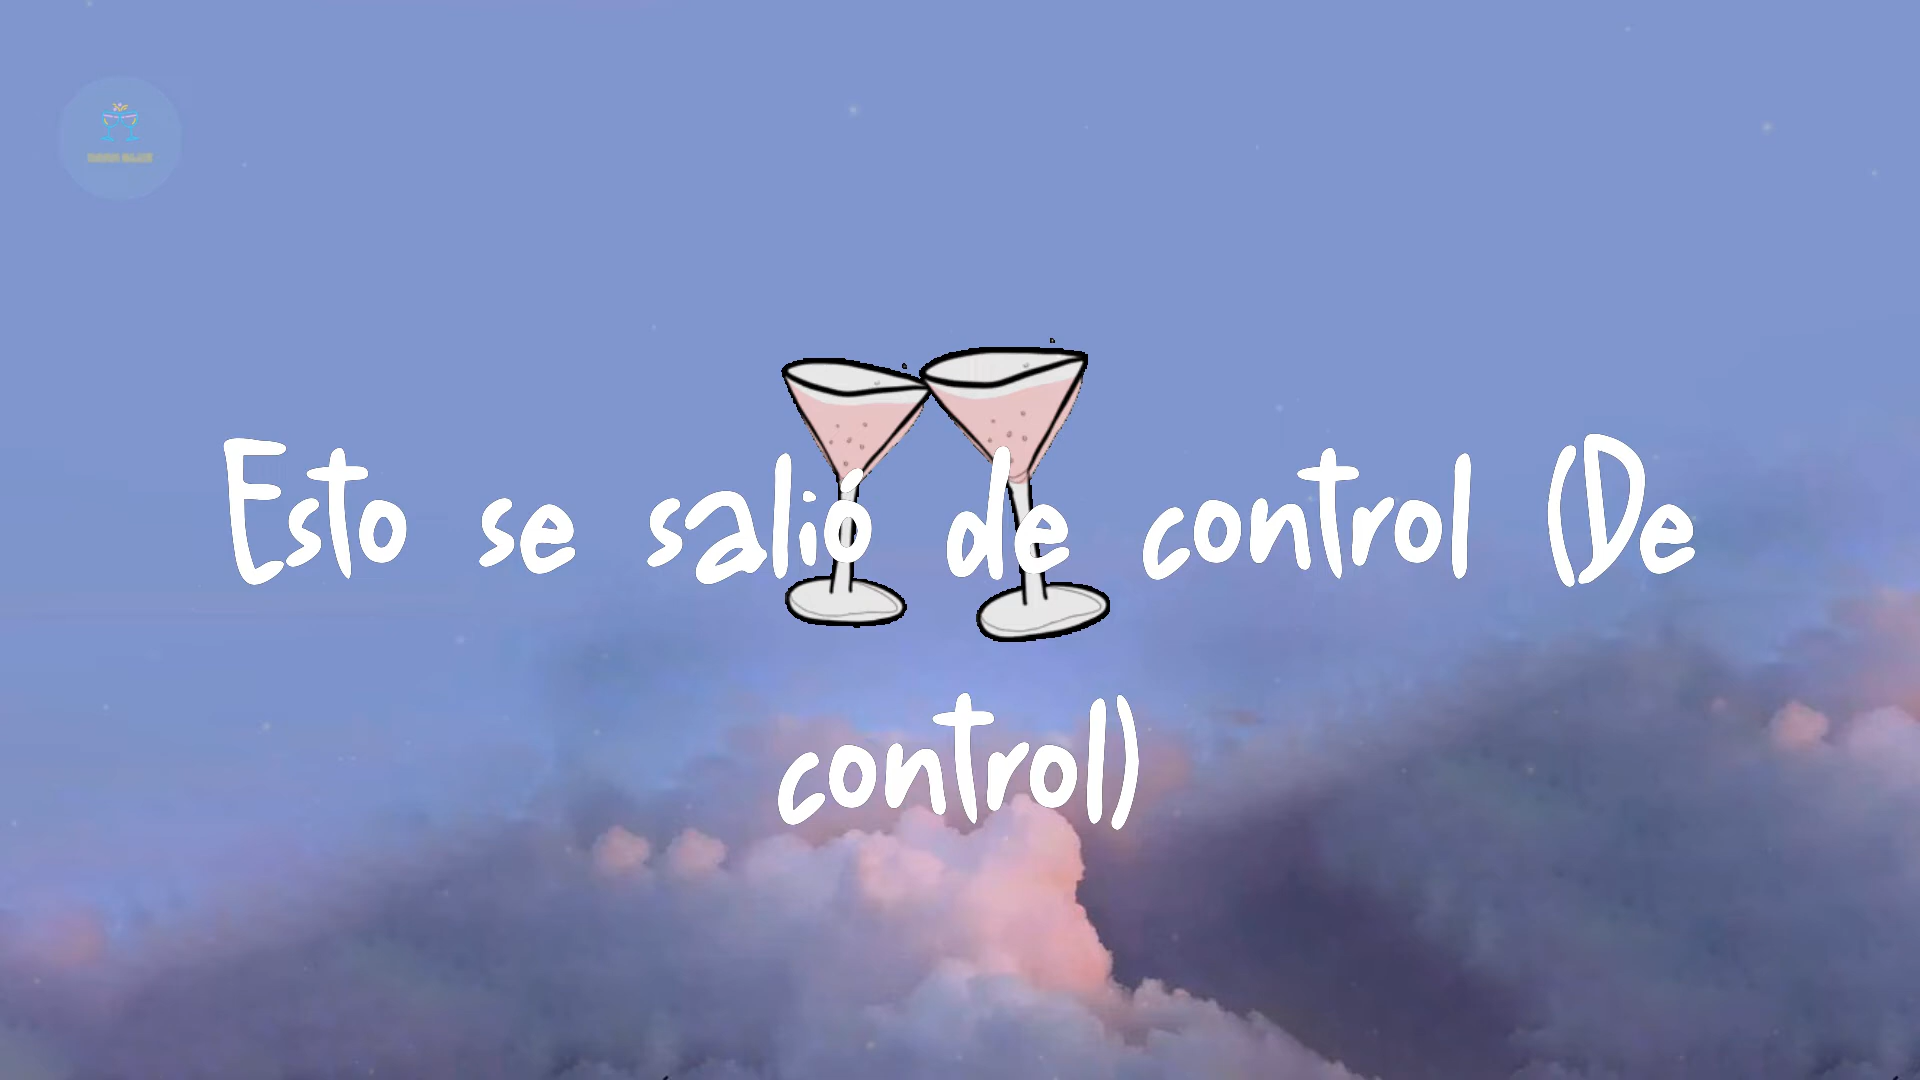 Esto se salió de control (De
control)